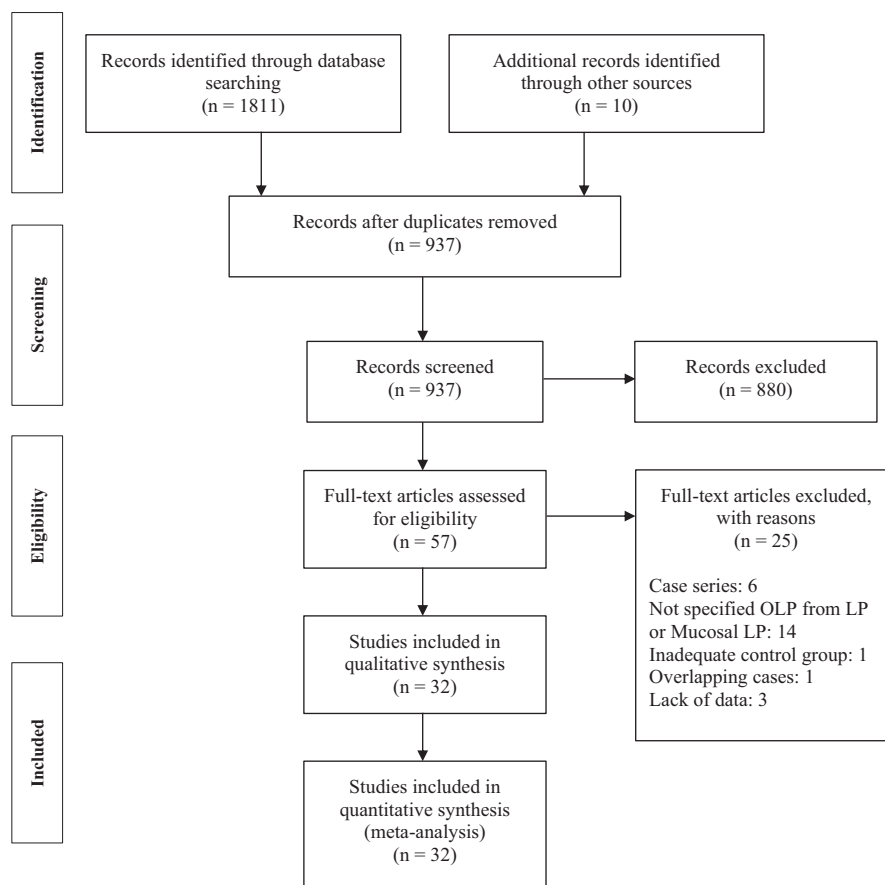 Identification
Records identified through database
searching
(n = 1811)
Additional records identified
through other sources
(n = 10)
Records after duplicates removed
(n = 937)
Screening
Records screened
(n = 937)
Records excluded
(n = 880)
Eligibility
Full-text articles assessed
for eligibility
(n = 57)
Full-text articles excluded,
with reasons
(n = 25)
Case series: 6
Not specified OLP from LP
or Mucosal LP: 14
Inadequate control group: 1
Overlapping cases: 1
Lack of data: 3
Studies included in
qualitative synthesis
(n = 32)
Included
Studies included in
quantitative synthesis
(meta-analysis)
(n = 32)